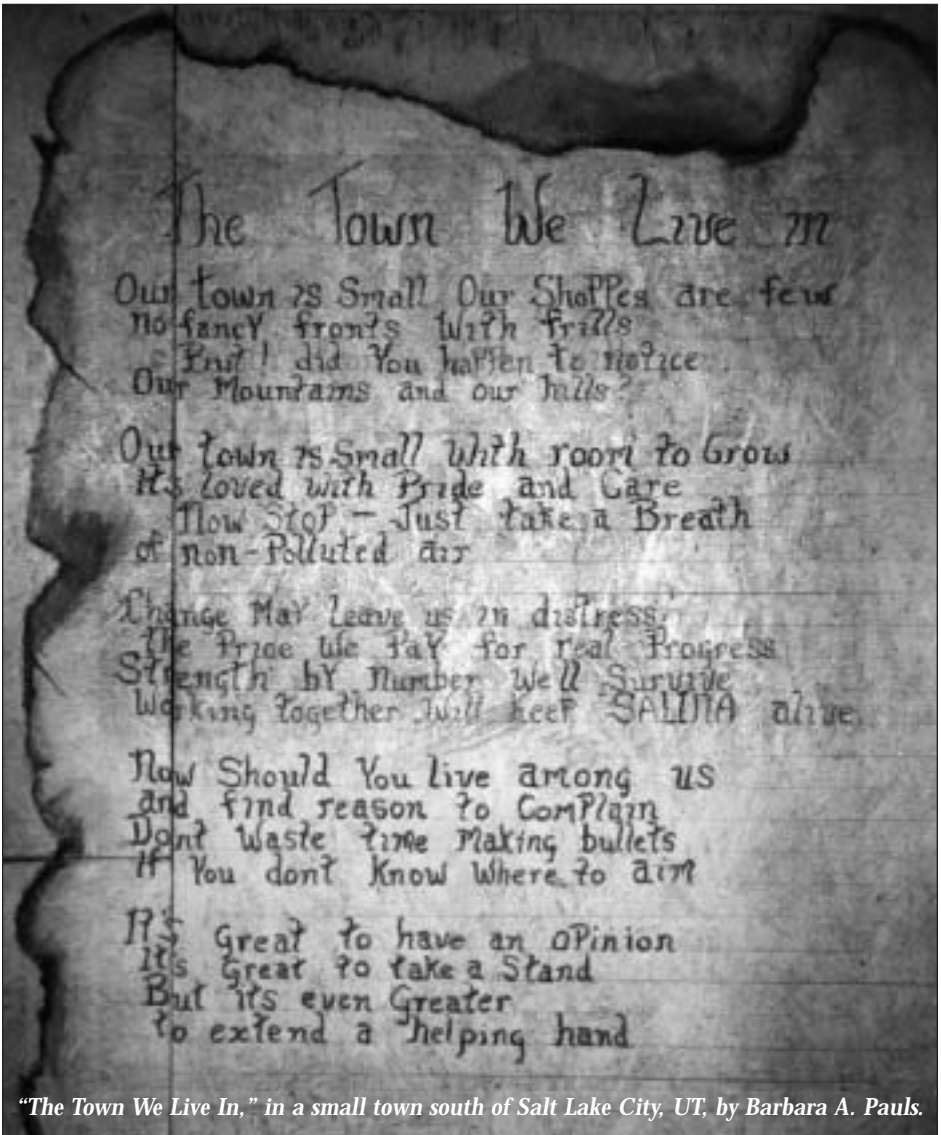 The Town We Live in
Our town is Small Our Shoppes are few
no fancy fronts With frills
But! did You happen to notice
Our Mountains and our hills?
Our town is Small With room to Grow
It's Loved with Pride and Care
Now Stop - Just take a Breath
of non-Polluted air
Change May Leave us in distress
the Price We Pay for real Progress
Strength by Number We'll Survive
Working together Will keep alive
Now Should You live among us
and find reason to Complain
Dont Waste time Making bullets
If You dont Know Where to aim
It's Great to have an oPinion
It's Great to take a Stand
But its even Greater
to extend a helping hand
"The Town We Live In," in a small town south of Salt Lake City, UT, by Barbara A. Pauls.